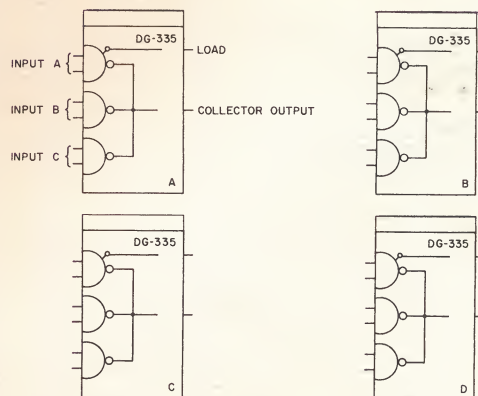 DG-335
LOAD
INPUT A
INPUT B
COLLECTOR OUTPUT
INPUT C
A
DG-335
B
DG-335
C
DG-335
D